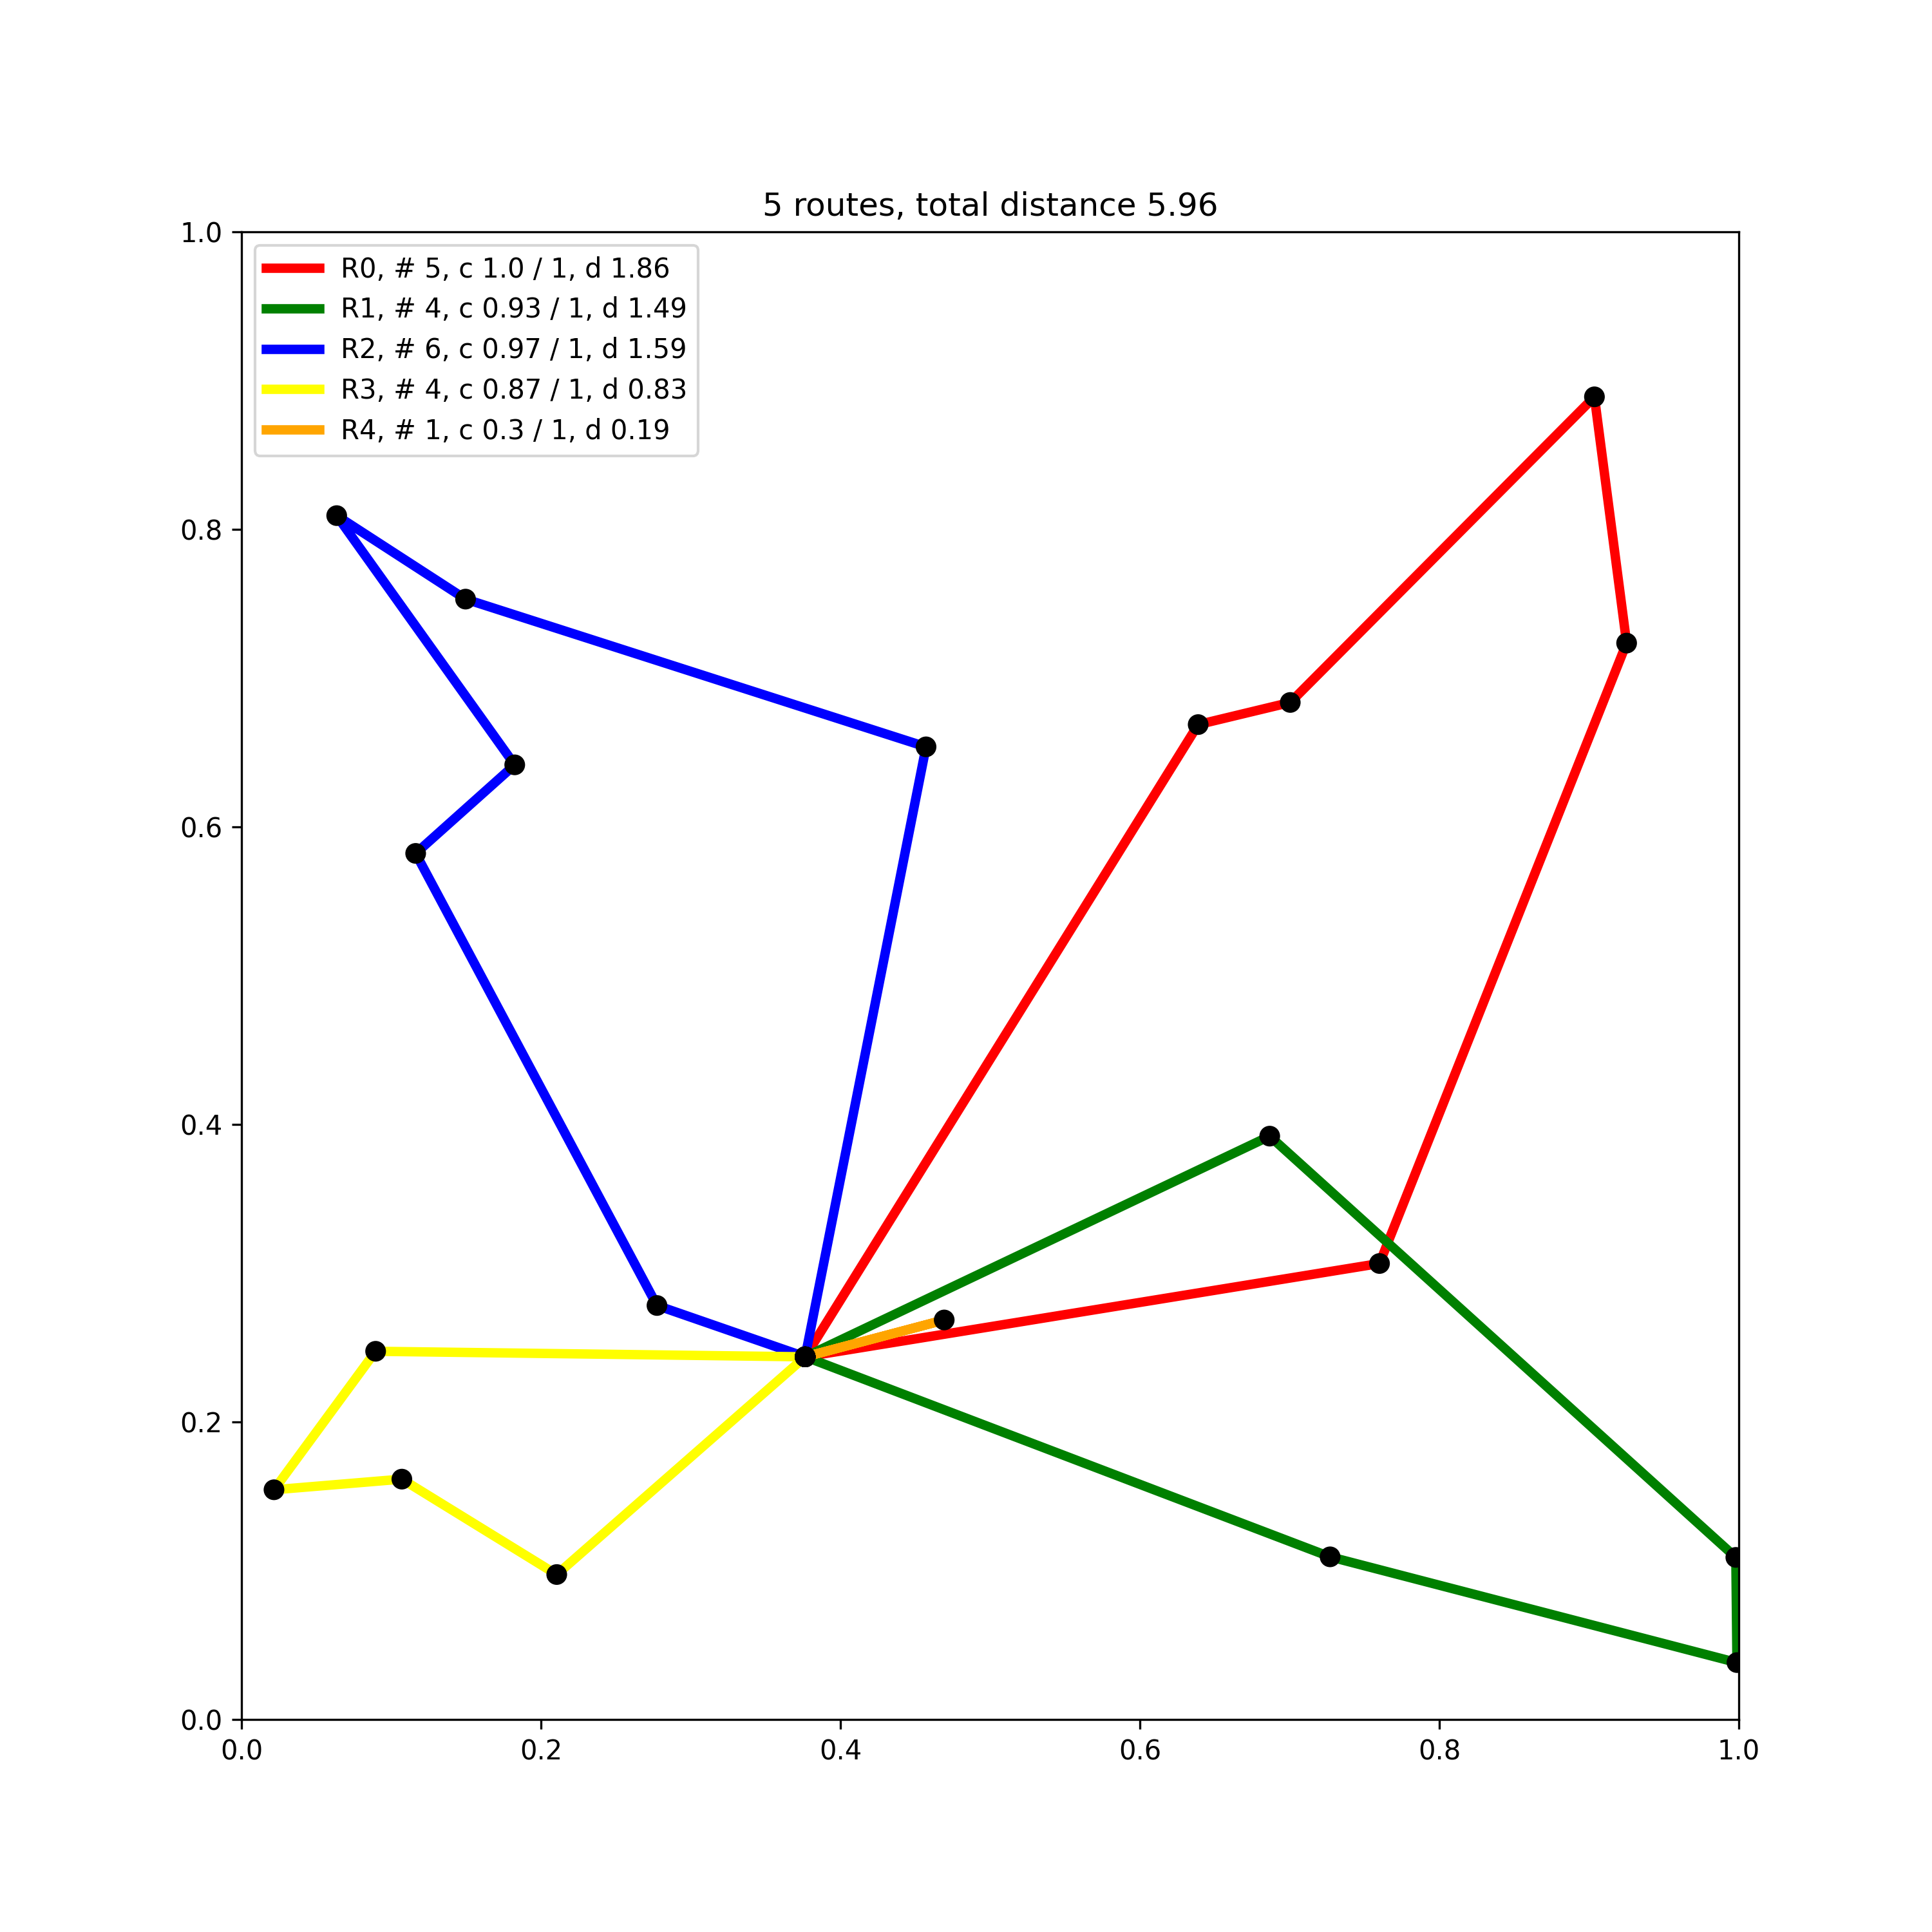 5 routes, total distance 5.96
R0, # 5, c 1.0 / 1, d 1.86
R1, # 4, c 0.93 / 1, d 1.49
R2, # 6, c 0.97 / 1, d 1.59
R3, # 4, c 0.87 / 1, d 0.83
R4, # 1, c 0.3 / 1, d 0.19
1.0
0.8
0.6
0.4
0.2
0.0
0.0 0.2 0.4 0.6 0.8 1.0